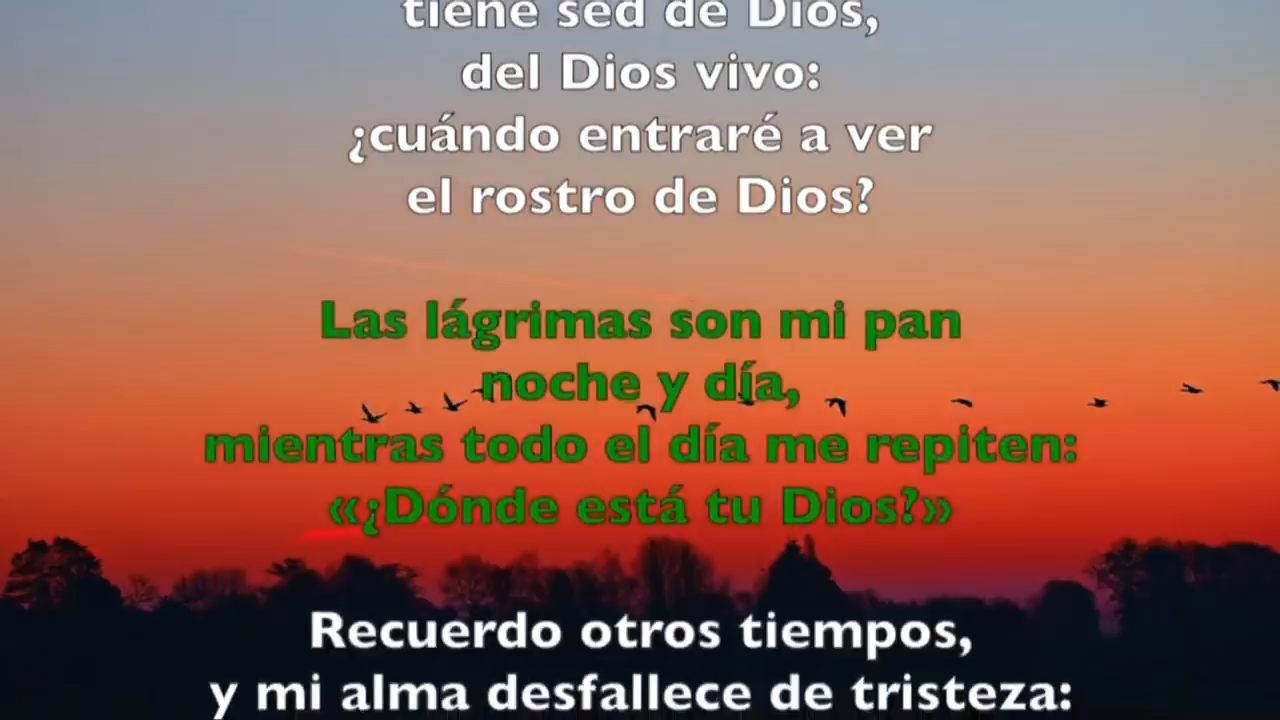 tiene sed de Dios,
del Dios vivo:
¿cuándo entraré a ver
el rostro de Dios?
Las lágrimas son mi pan
noche y día,
mientras todo el día me repiten:
«¿Dónde está tu Dios?»
Recuerdo otros tiempos,
y mi alma desfallece de tristeza: